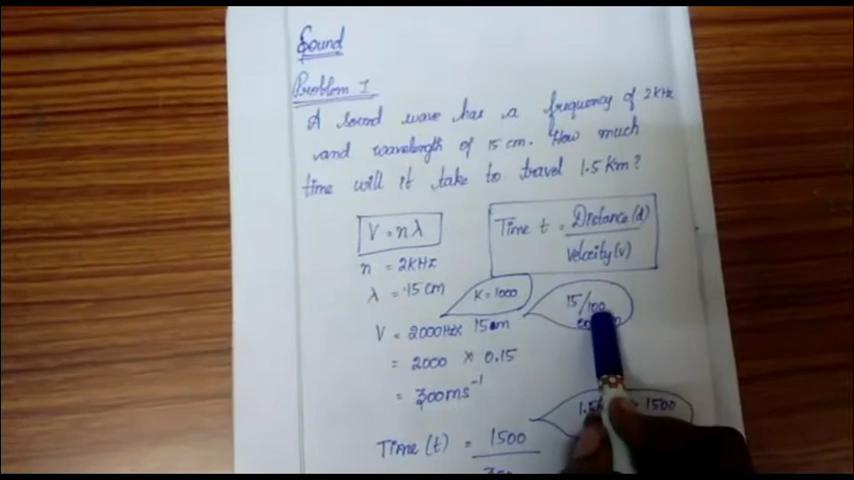 Sound
Problem 1
A sound wave has a frequency of 2KHz
and wavelength of 15 cm. How much
time will it take to travel 1.5 Km?
V = nλ
Time t = Distance(d) / Velocity(v)
n = 2KHz
λ = 15 cm
K = 1000
15/100
V = 2000Hz x 15cm
= 2000 x 0.15
= 300ms⁻¹
1500
Time (t) = 1500